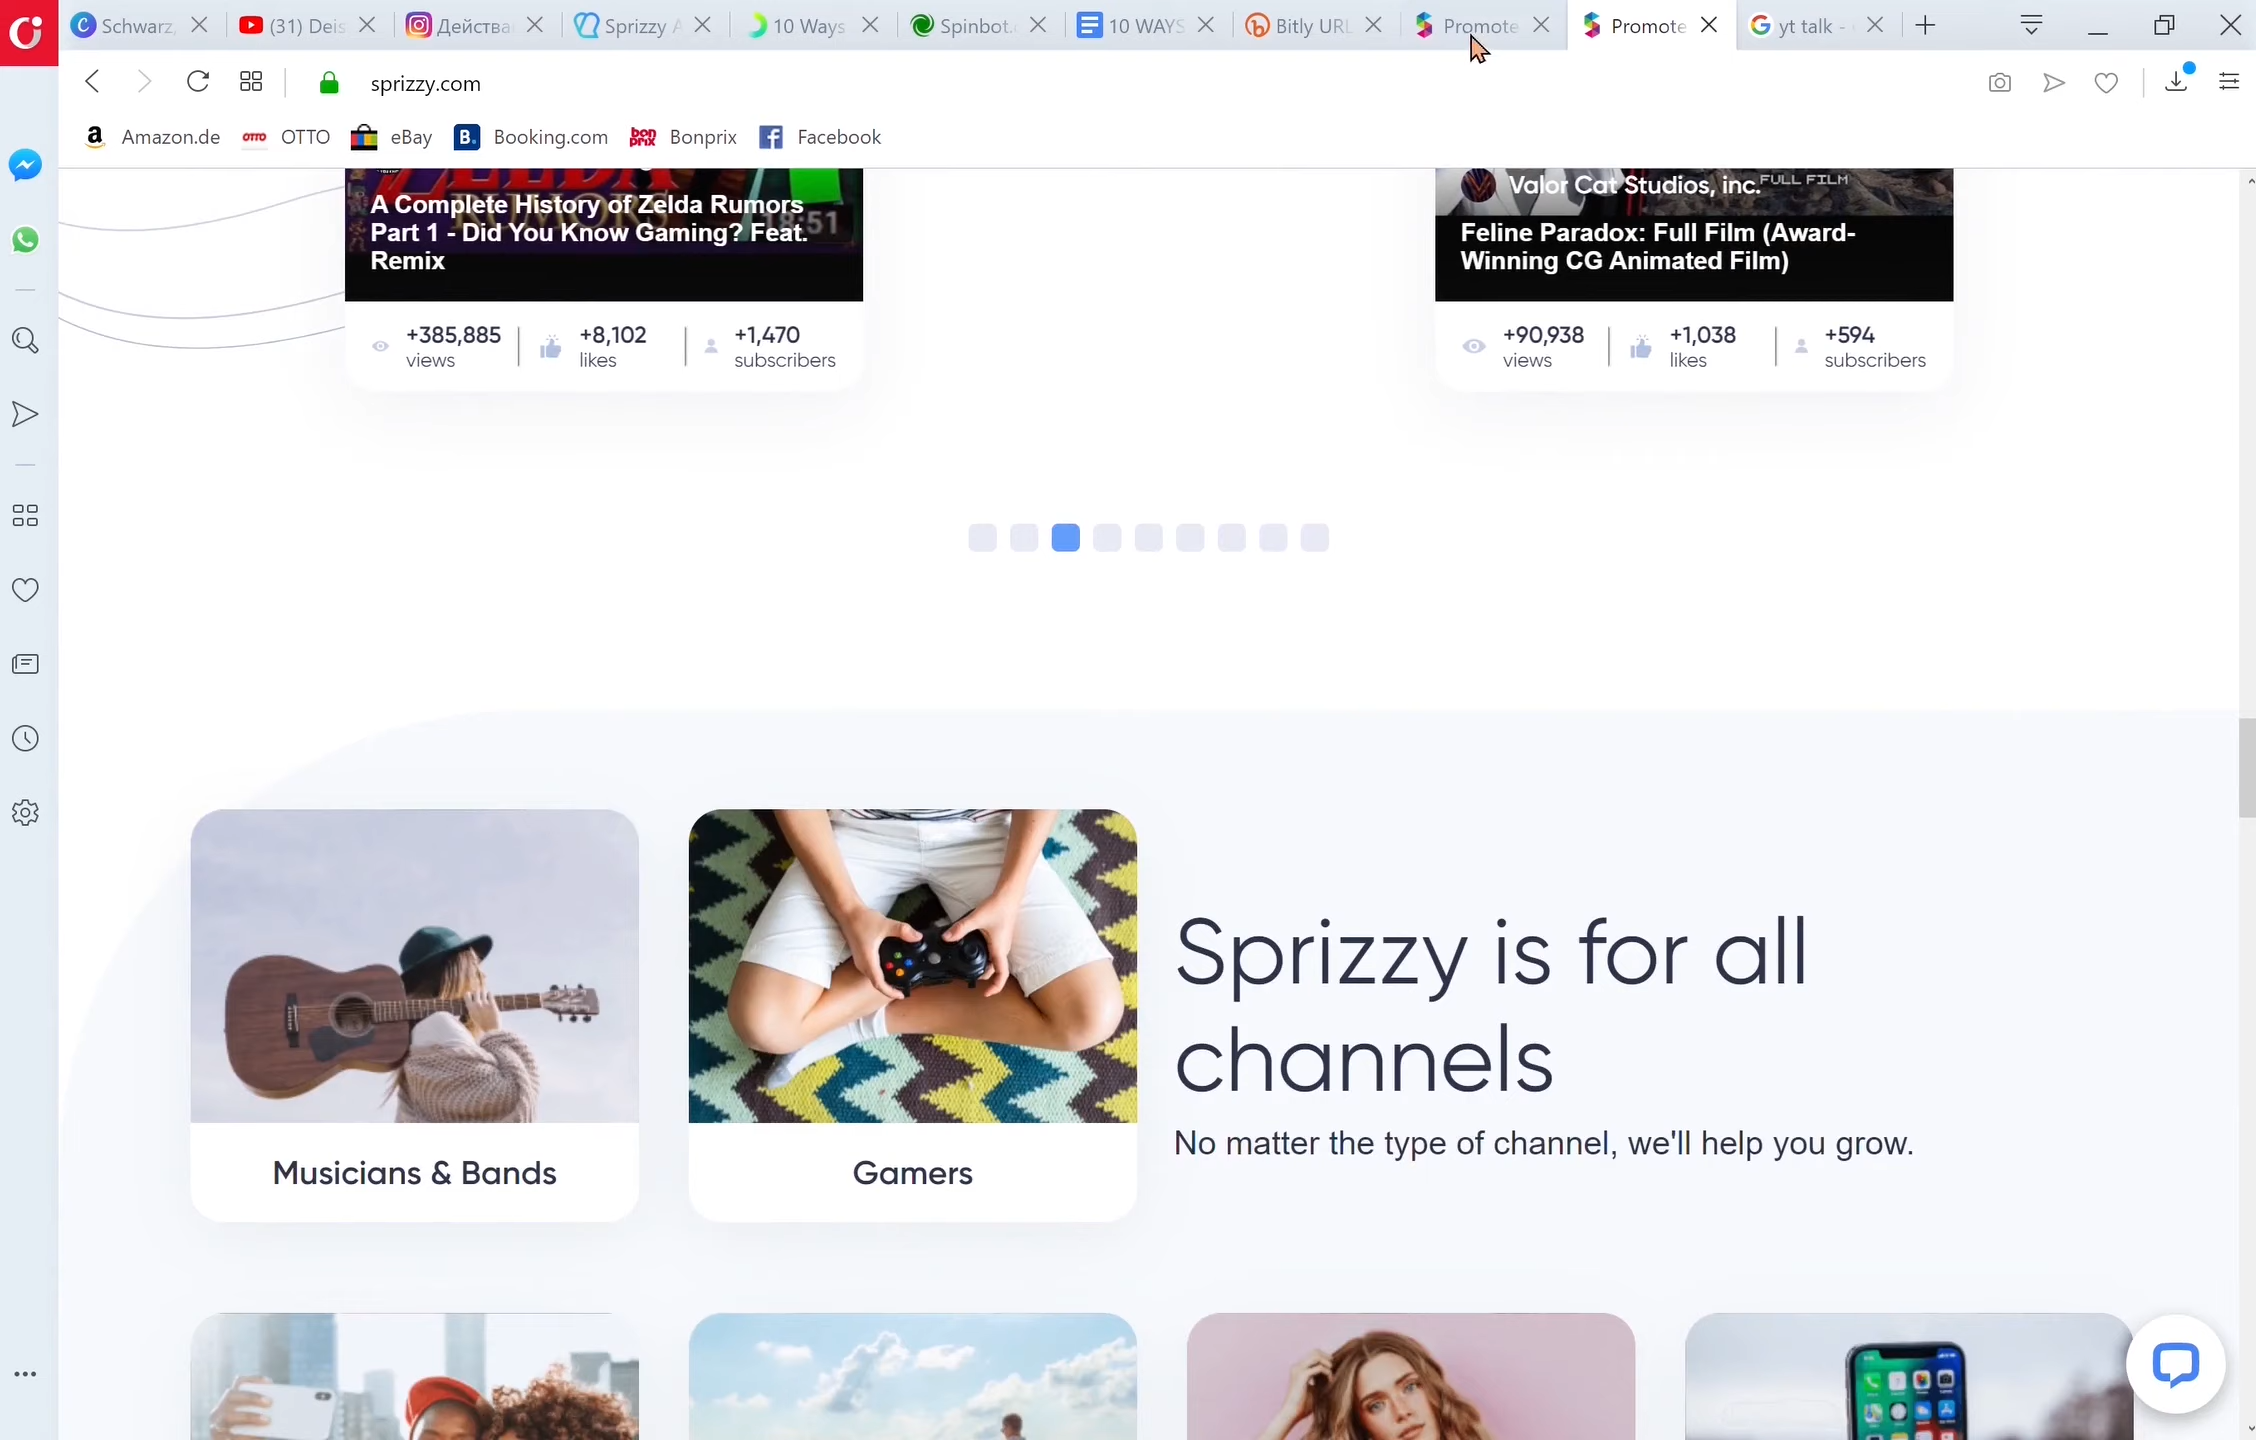 Schwarz, (31) Deis Действа Sprizzy A 10 Ways Spinbot. 10 WAYS Bitly URL Promote Promote yt talk -
sprizzy.com
Amazon.de OTTO eBay B. Booking.com bon prix Bonprix Facebook
A Complete History of Zelda Rumors
Part 1 - Did You Know Gaming? Feat.
Remix
+385,885
views
+8,102
likes
+1,470
subscribers
Valor Cat Studios, inc.
FULL FILM
Feline Paradox: Full Film (Award-
Winning CG Animated Film)
+90,938
views
+1,038
likes
+594
subscribers
Musicians & Bands
Gamers
Sprizzy is for all
channels
No matter the type of channel, we'll help you grow.